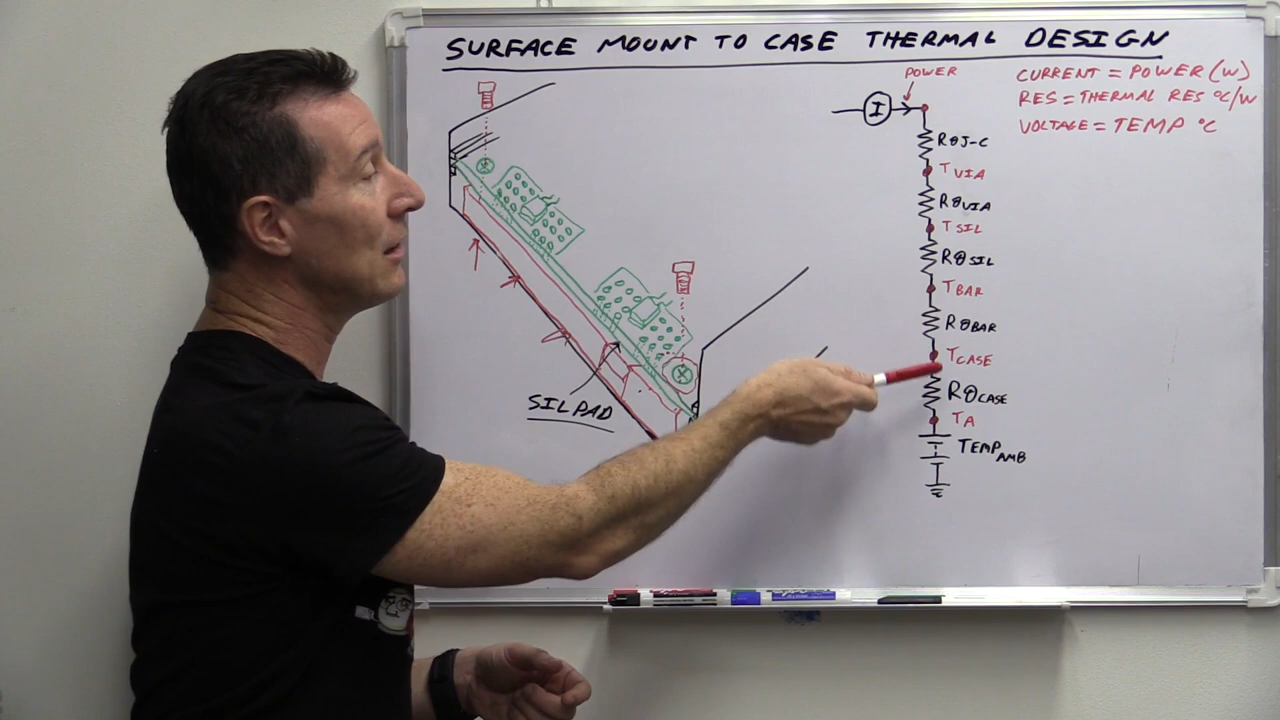 SURFACE MOUNT TO CASE THERMAL DESIGN
POWER
CURRENT = POWER (W)
RES = THERMAL RES °C/W
VOLTAGE = TEMP °C
I
RΘJ-C
TVIA
RΘVIA
TSIL
RΘSIL
TBAR
RΘBAR
TCASE
RΘCASE
TA
TEMPAMB
SILPAD